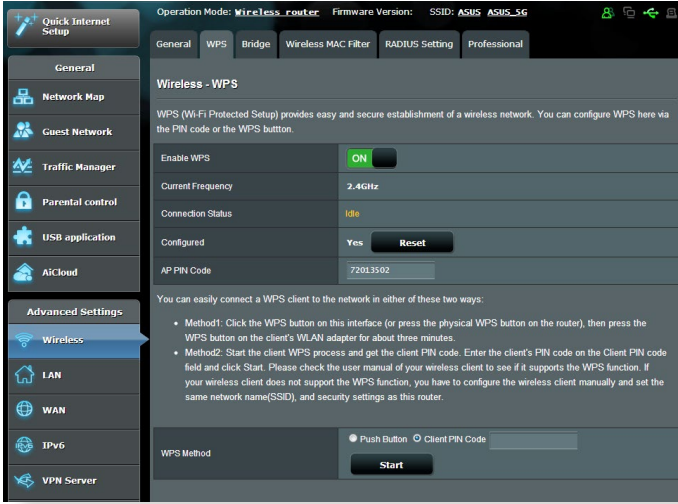 Quick Internet
Setup
Operation Mode: Wireless router Firmware Version: SSID: ASUS ASUS_5G
General WPS Bridge Wireless MAC Filter RADIUS Setting Professional
General
Network Map
Guest Network
Traffic Manager
Parental control
USB application
AiCloud
Advanced Settings
Wireless
LAN
WAN
IPv6
VPN Server
Wireless - WPS
WPS (Wi-Fi Protected Setup) provides easy and secure establishment of a wireless network. You can configure WPS here via
the PIN code or the WPS buttton.
Enable WPS ON
Current Frequency 2.4GHz
Connection Status Idle
Configured Yes Reset
AP PIN Code 72013502
You can easily connect a WPS client to the network in either of these two ways:
• Method1: Click the WPS button on this interface (or press the physical WPS button on the router), then press the
WPS button on the client's WLAN adapter for about three minutes.
• Method2: Start the client WPS process and get the client PIN code. Enter the client's PIN code on the Client PIN code
field and click Start. Please check the user manual of your wireless client to see if it supports the WPS function. If
your wireless client does not support the WPS function, you have to configure the wireless client manually and set the
same network name(SSID), and security settings as this router.
WPS Method Push Button Client PIN Code
Start